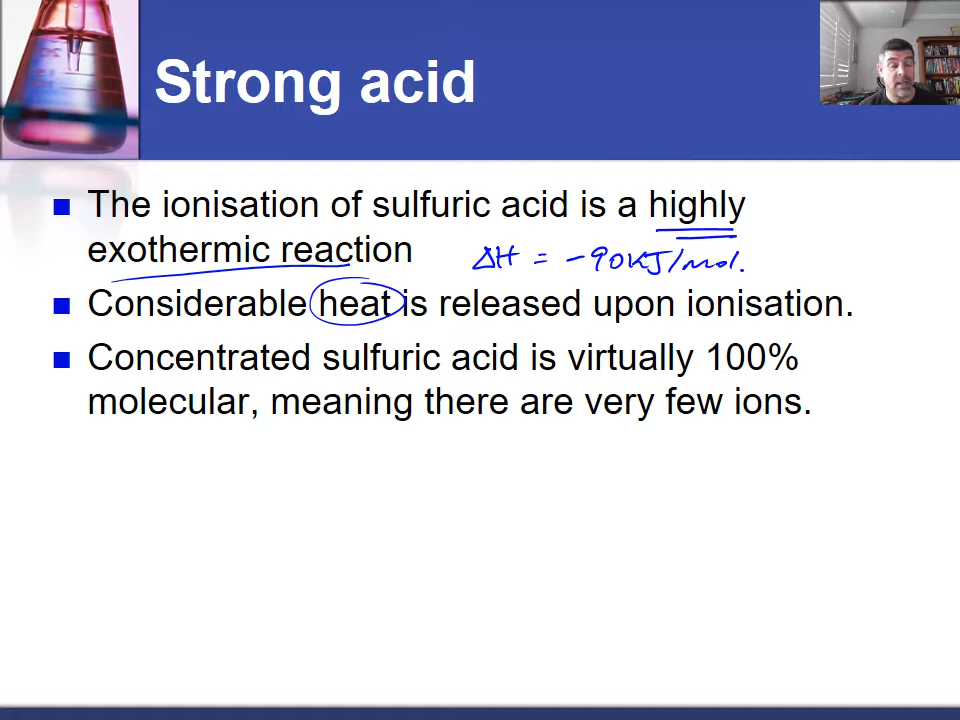 Strong acid
The ionisation of sulfuric acid is a highly
exothermic reaction
ΔH = -90KJ/mol.
Considerable heat is released upon ionisation.
Concentrated sulfuric acid is virtually 100%
molecular, meaning there are very few ions.